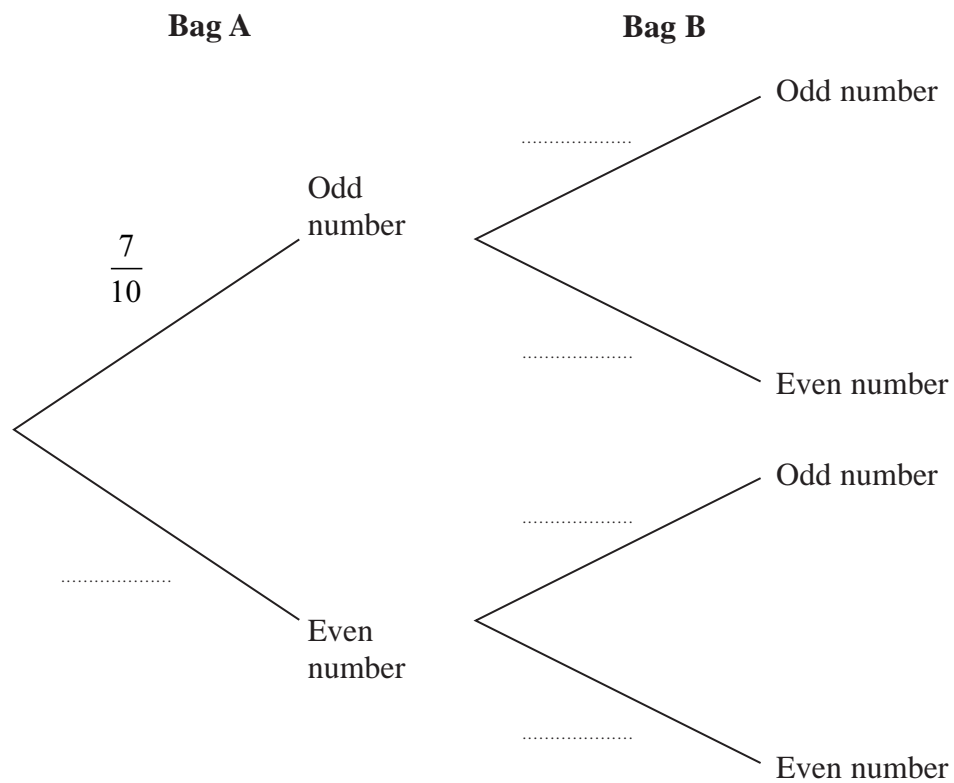 Bag A
Bag B
Odd number
....................
Odd
number
7
10
....................
Even number
Odd number
....................
....................
Even
number
....................
Even number